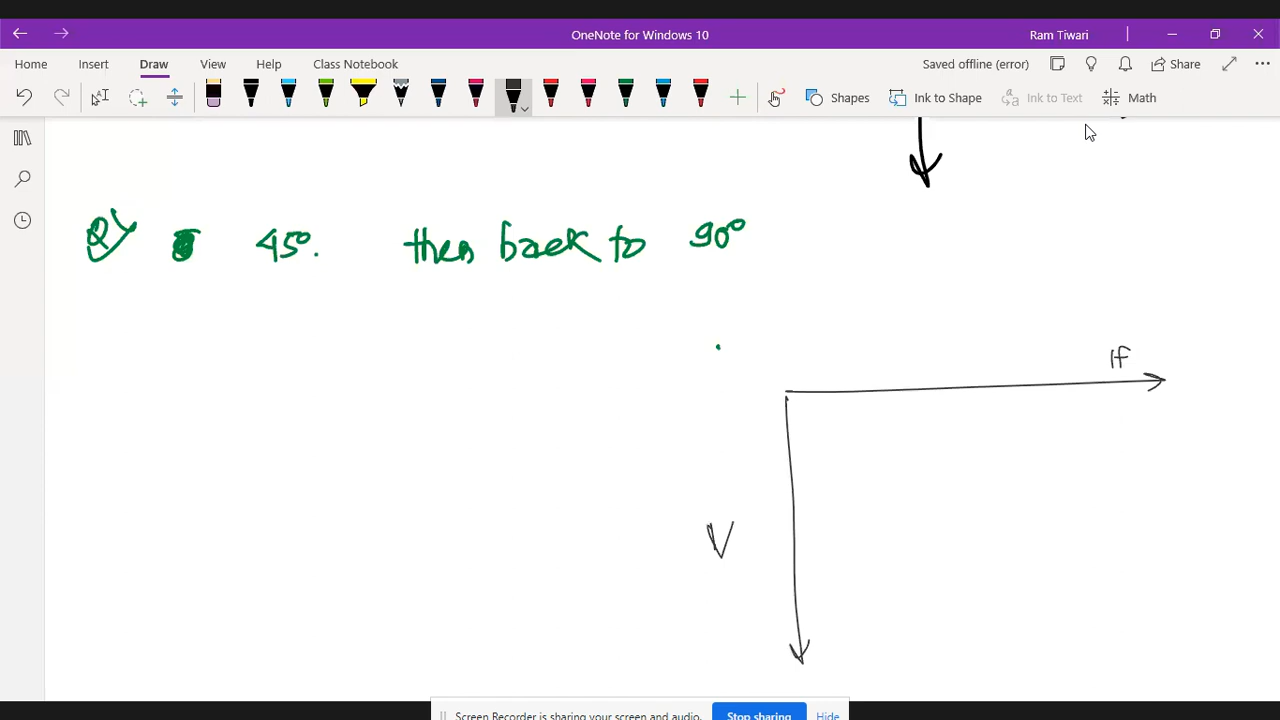 OneNote for Windows 10
Ram Tiwari
Home Insert Draw View Help Class Notebook
Saved offline (error) Share
Shapes Ink to Shape Ink to Text Math
Q) 45°. then back to 90°
H
V
Screen Recorder is sharing your screen and audio. Stop sharing Hide